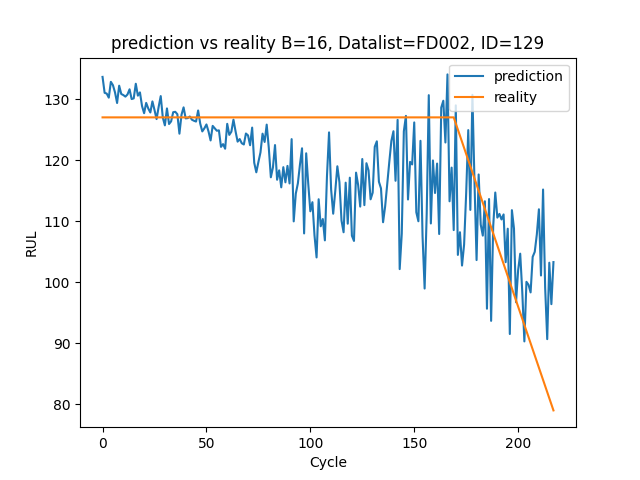 prediction vs reality B=16, Datalist=FD002, ID=129
prediction
reality
RUL
130
120
110
100
90
80
0 50 100 150 200
Cycle